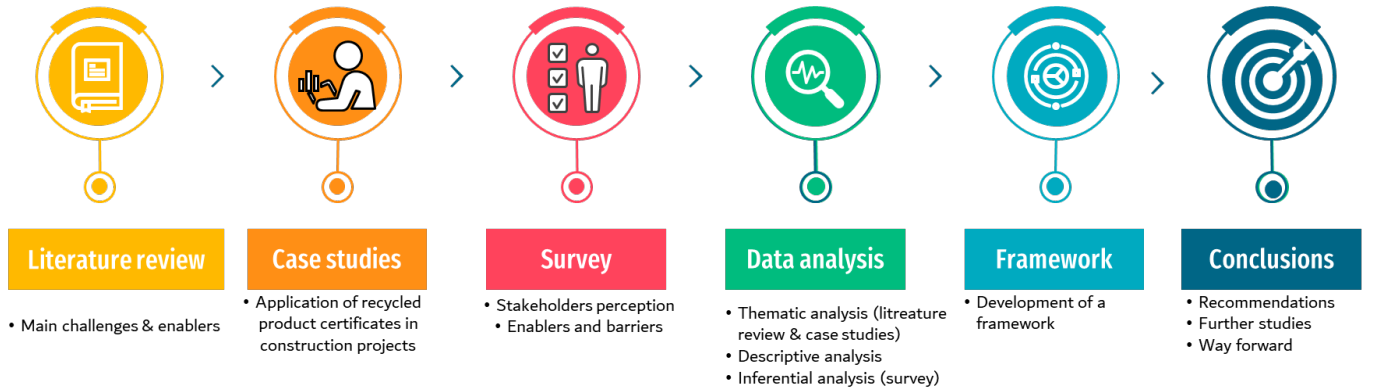 Literature review
• Main challenges & enablers
Case studies
• Application of recycled
product certificates in
construction projects
Survey
• Stakeholders perception
• Enablers and barriers
Data analysis
• Thematic analysis (litreature
review & case studies)
• Descriptive analysis
• Inferential analysis (survey)
Framework
• Development of a
framework
Conclusions
• Recommendations
• Further studies
• Way forward